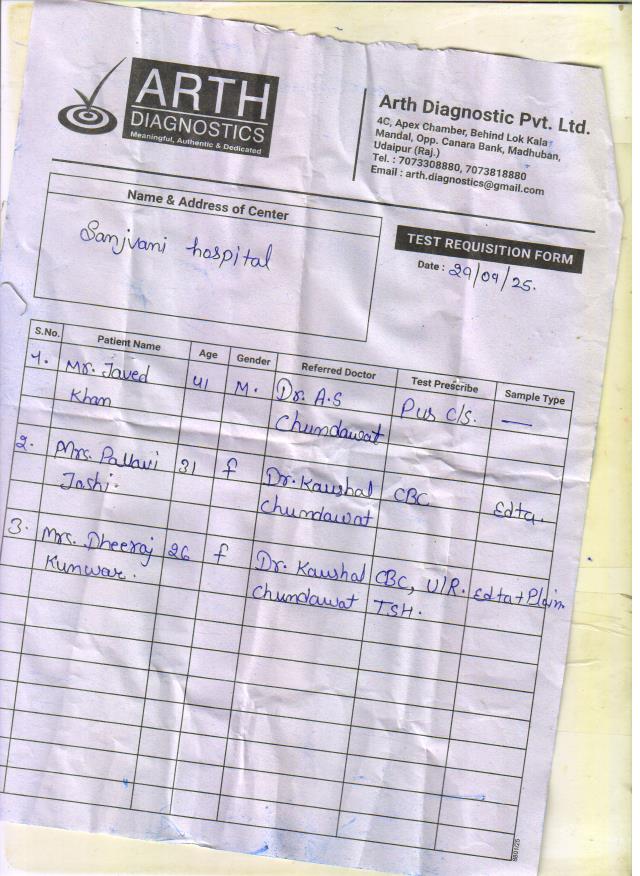 ARTH
DIAGNOSTICS
Meaningful, Authentic & Dedicated
Arth Diagnostic Pvt. Ltd.
4C, Apex Chamber, Behind Lok Kala
Mandal, Opp. Canara Bank, Madhuban,
Udaipur (Raj.)
Tel. : 7073308880, 7073818880
Email : arth.diagnostics@gmail.com
Name & Address of Center
Sanjvani hospital
TEST REQUISITION FORM
Date : 29/09/25.
S.No. Patient Name Age Gender Referred Doctor Test Prescribe Sample Type
1. Mr. Javed 41 M. Dr. A.S Pus c/s. —
Khan Chundawat
2. Mrs. Pallavi 31 f Dr. Kaushal CBC Edta.
Joshi. Chundawat
3. Mrs. Dheeraj 26 f Dr. Kaushal CBC, U/R. Edta+Plain
Kunwar. Chundawat TSH.